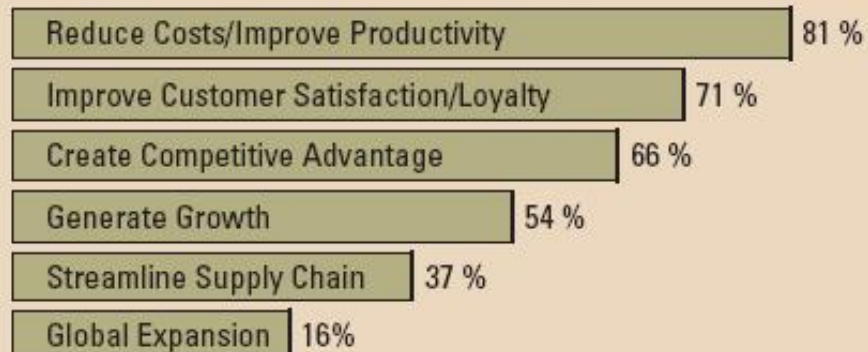 Reduce Costs/Improve Productivity 81 %
Improve Customer Satisfaction/Loyalty 71 %
Create Competitive Advantage 66 %
Generate Growth 54 %
Streamline Supply Chain 37 %
Global Expansion 16%